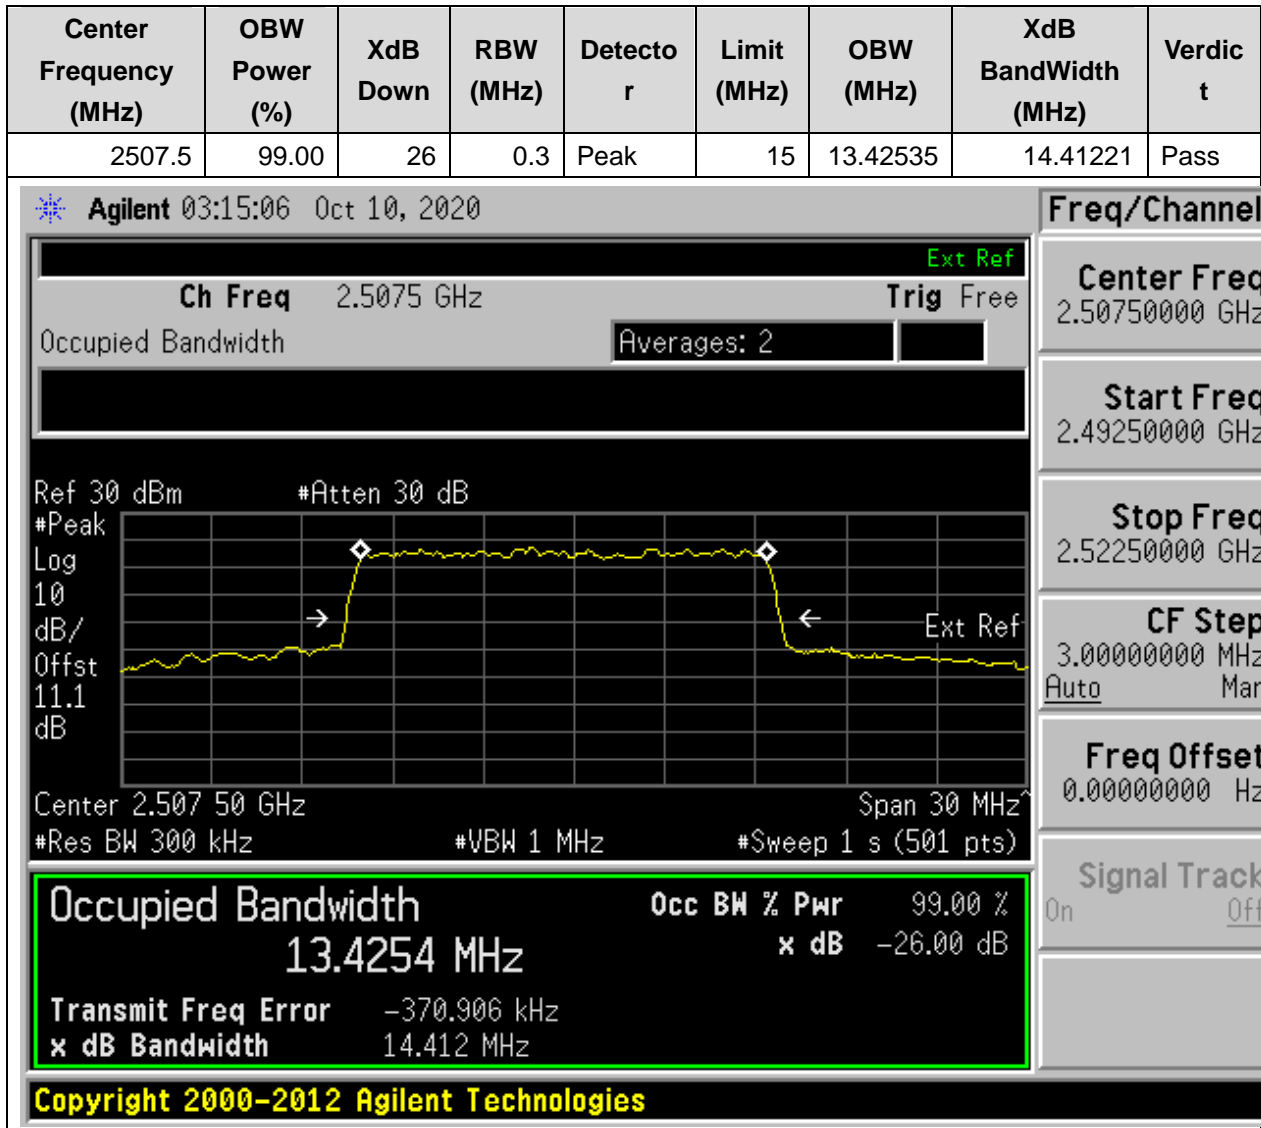 Center Frequency (MHz) OBW Power (%) XdB Down RBW (MHz) Detector Limit (MHz) OBW (MHz) XdB BandWidth (MHz) Verdict
2507.5 99.00 26 0.3 Peak 15 13.42535 14.41221 Pass
Agilent 03:15:06 Oct 10, 2020
Freq/Channel
Ext Ref
Ch Freq 2.5075 GHz Trig Free
Occupied Bandwidth Averages: 2
Center Freq
2.50750000 GHz
Start Freq
2.49250000 GHz
Stop Freq
2.52250000 GHz
CF Step
3.00000000 MHz
Auto Man
Freq Offset
0.00000000 Hz
Signal Track
On Off
Ref 30 dBm #Atten 30 dB
#Peak
Log
10
dB/
Offst
11.1
dB
Ext Ref
Center 2.507 50 GHz Span 30 MHz^
#Res BW 300 kHz #VBW 1 MHz #Sweep 1 s (501 pts)
Occupied Bandwidth Occ BW % Pwr 99.00 %
13.4254 MHz x dB -26.00 dB
Transmit Freq Error -370.906 kHz
x dB Bandwidth 14.412 MHz
Copyright 2000-2012 Agilent Technologies